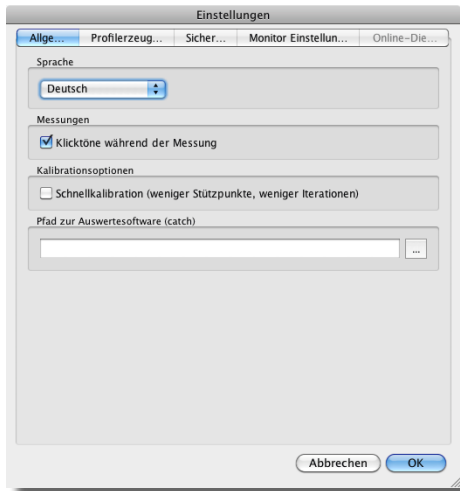 Einstellungen
Allge... Profilerzeug... Sicher... Monitor Einstellun... Online-Die...
Sprache
Deutsch
Messungen
Klicktöne während der Messung
Kalibrationsoptionen
Schnellkalibration (weniger Stützpunkte, weniger Iterationen)
Pfad zur Auswertesoftware (catch)
...
Abbrechen OK